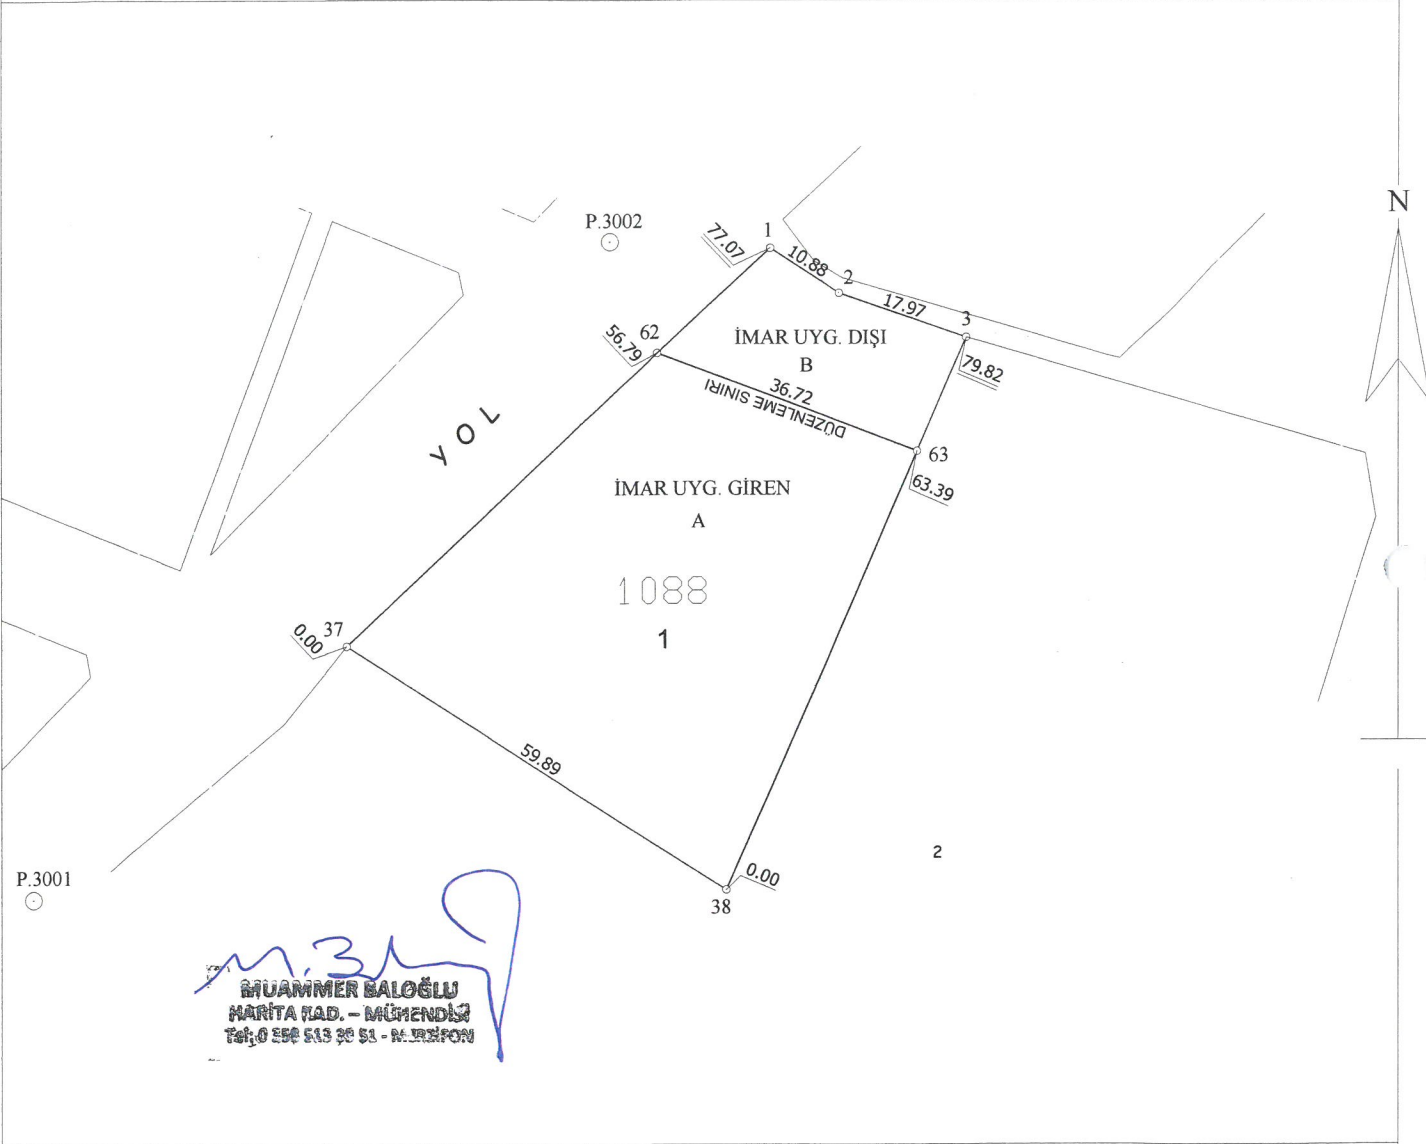 N
P.3002
1
77.07
10.88
2
17.97
3
62
56.79
İMAR UYG. DIŞI
B
79.82
36.72
DÜZENLEME SINIRI
YOL
63
63.39
İMAR UYG. GİREN
A
1088
1
37
0.00
59.89
2
0.00
38
P.3001
M.
MUAMMER BALOĞLU
HARİTA KAD. - MÜHENDİSİ